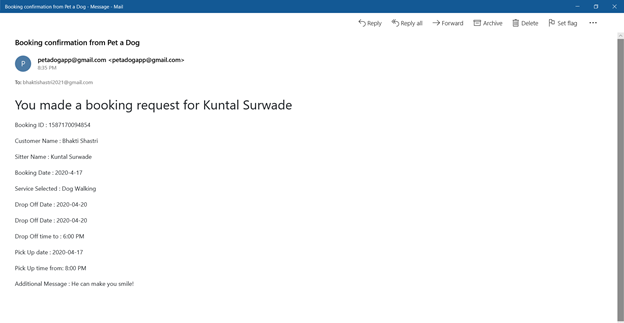 Booking confirmation from Pet a Dog - Message - Mail
Reply Reply all Forward Archive Delete Set flag
Booking confirmation from Pet a Dog
P
petadogapp@gmail.com <petadogapp@gmail.com>
8:35 PM
To: bhaktishastri2021@gmail.com
You made a booking request for Kuntal Surwade
Booking ID : 1587170094854
Customer Name : Bhakti Shastri
Sitter Name : Kuntal Surwade
Booking Date : 2020-4-17
Service Selected : Dog Walking
Drop Off Date : 2020-04-20
Drop Off Date : 2020-04-20
Drop Off time to : 6:00 PM
Pick Up date : 2020-04-17
Pick Up time from: 8:00 PM
Additional Message : He can make you smile!